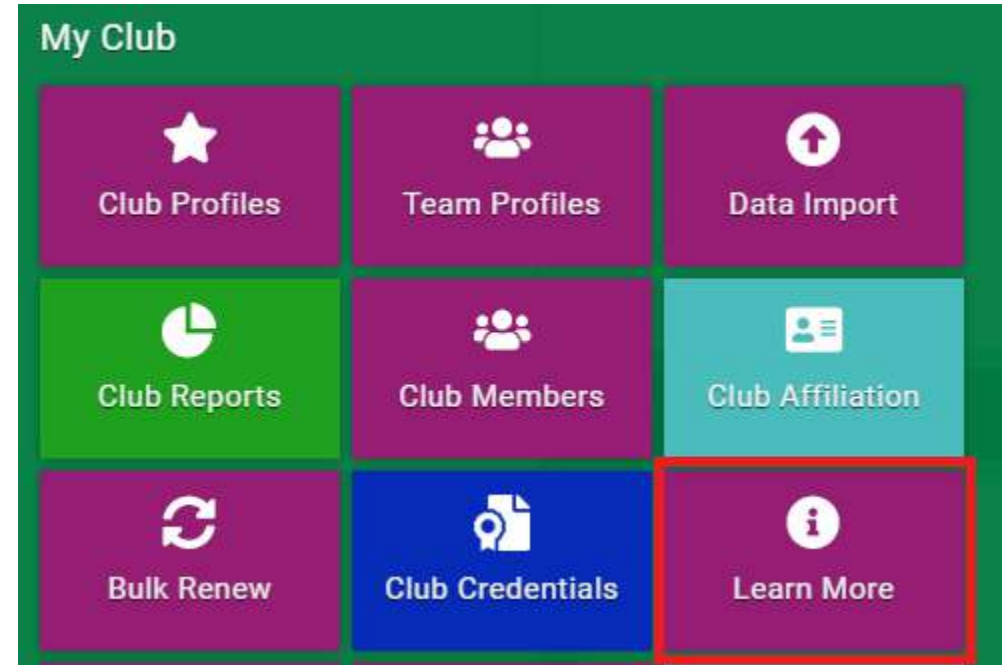 My Club
Club Profiles
Team Profiles
Data Import
Club Reports
Club Members
Club Affiliation
Bulk Renew
Club Credentials
Learn More